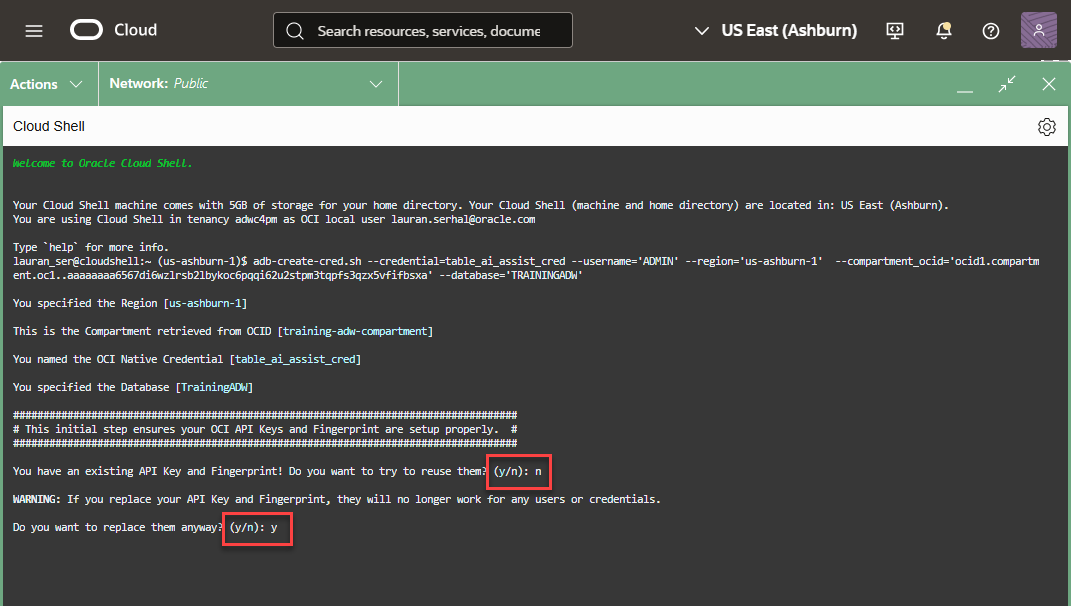 Cloud
Search resources, services, docume
US East (Ashburn)
Actions
Network: Public
Cloud Shell
Welcome to Oracle Cloud Shell.
Your Cloud Shell machine comes with 5GB of storage for your home directory. Your Cloud Shell (machine and home directory) are located in: US East (Ashburn).
You are using Cloud Shell in tenancy adwc4pm as OCI local user lauran.serhal@oracle.com
Type `help` for more info.
lauran_ser@cloudshell:~ (us-ashburn-1)$ adb-create-cred.sh --credential=table_ai_assist_cred --username='ADMIN' --region='us-ashburn-1'  --compartment_ocid='ocid1.compartm
ent.oc1..aaaaaaaa6567di6wzlrsb2lbykoc6pqqi62u2stpm3tqpfs3qzx5vfifbsxa' --database='TRAININGADW'
You specified the Region [us-ashburn-1]
This is the Compartment retrieved from OCID [training-adw-compartment]
You named the OCI Native Credential [table_ai_assist_cred]
You specified the Database [TrainingADW]
####################################################################################
# This initial step ensures your OCI API Keys and Fingerprint are setup properly.  #
####################################################################################
You have an existing API Key and Fingerprint! Do you want to try to reuse them? (y/n): n
WARNING: If you replace your API Key and Fingerprint, they will no longer work for any users or credentials.
Do you want to replace them anyway? (y/n): y